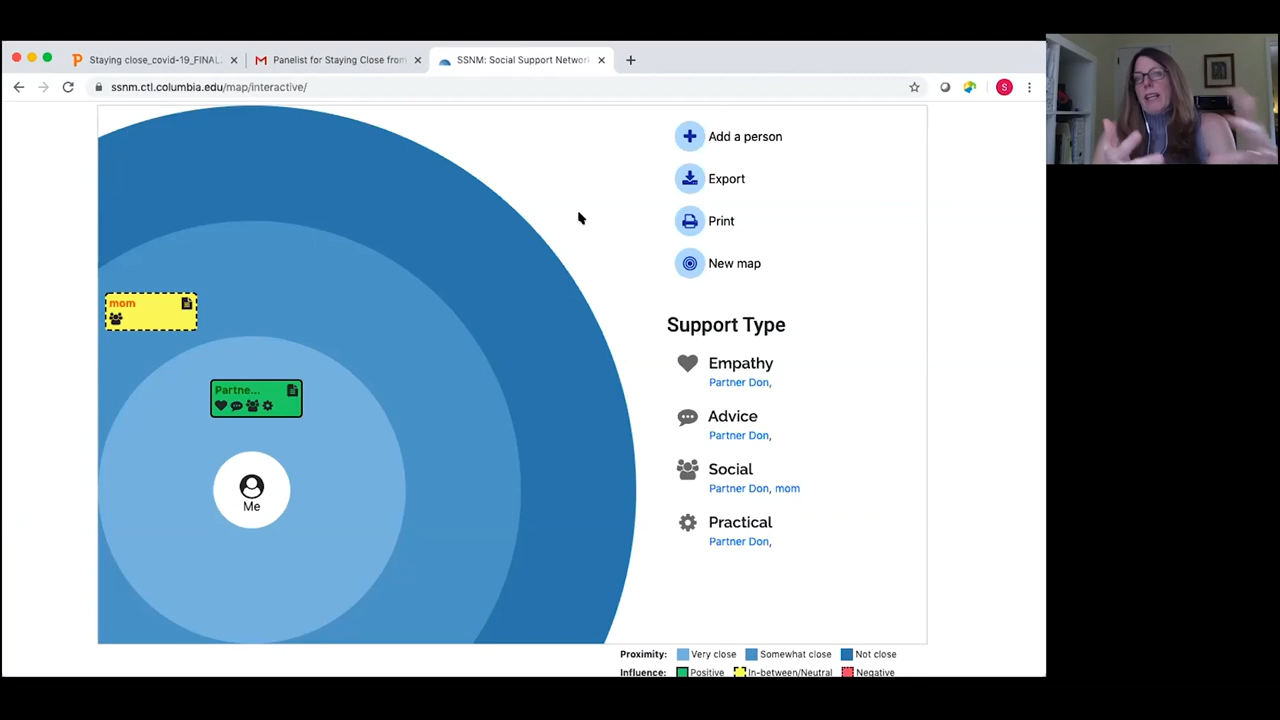 Staying close_covid-19_FINAL.
Panelist for Staying Close from
SSNM: Social Support Network
ssnm.ctl.columbia.edu/map/interactive/
S
Add a person
Export
Print
New map
mom
Partne...
Me
Support Type
Empathy
Partner Don,
Advice
Partner Don,
Social
Partner Don, mom
Practical
Partner Don,
Proximity: Very close Somewhat close Not close
Influence: Positive In-between/Neutral Negative